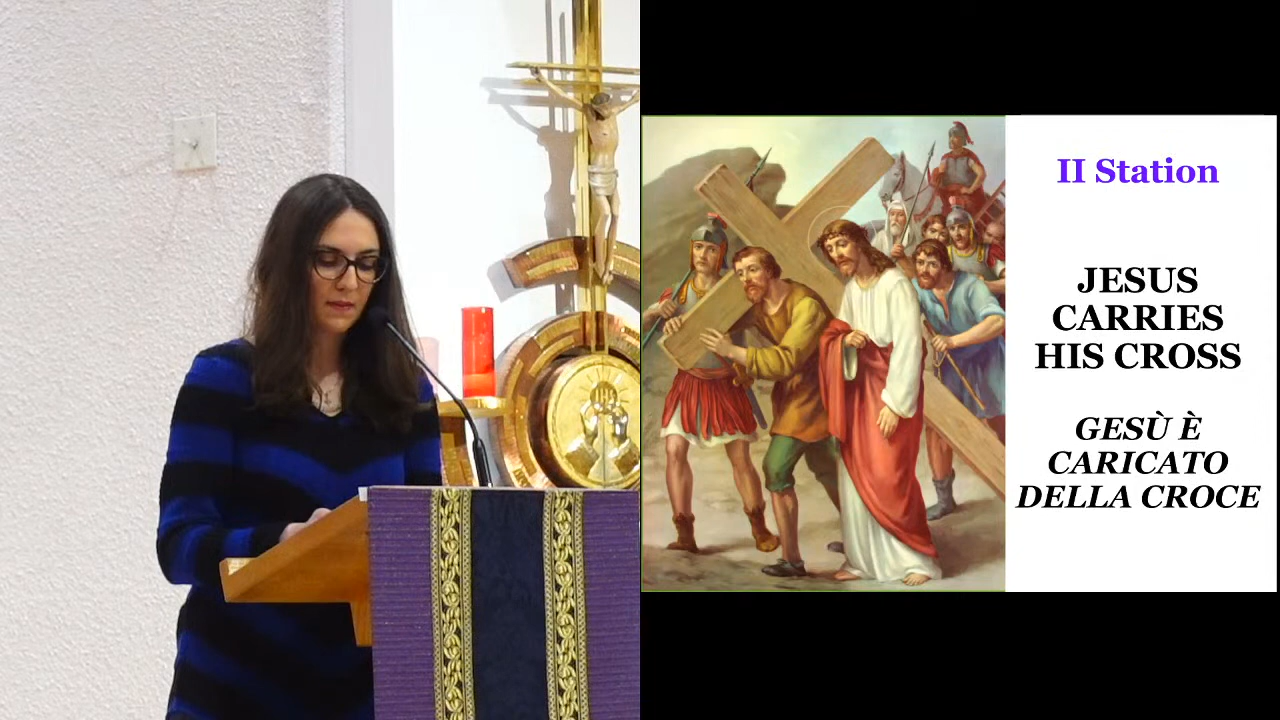 II Station
JESUS
CARRIES
HIS CROSS
GESÙ È
CARICATO
DELLA CROCE